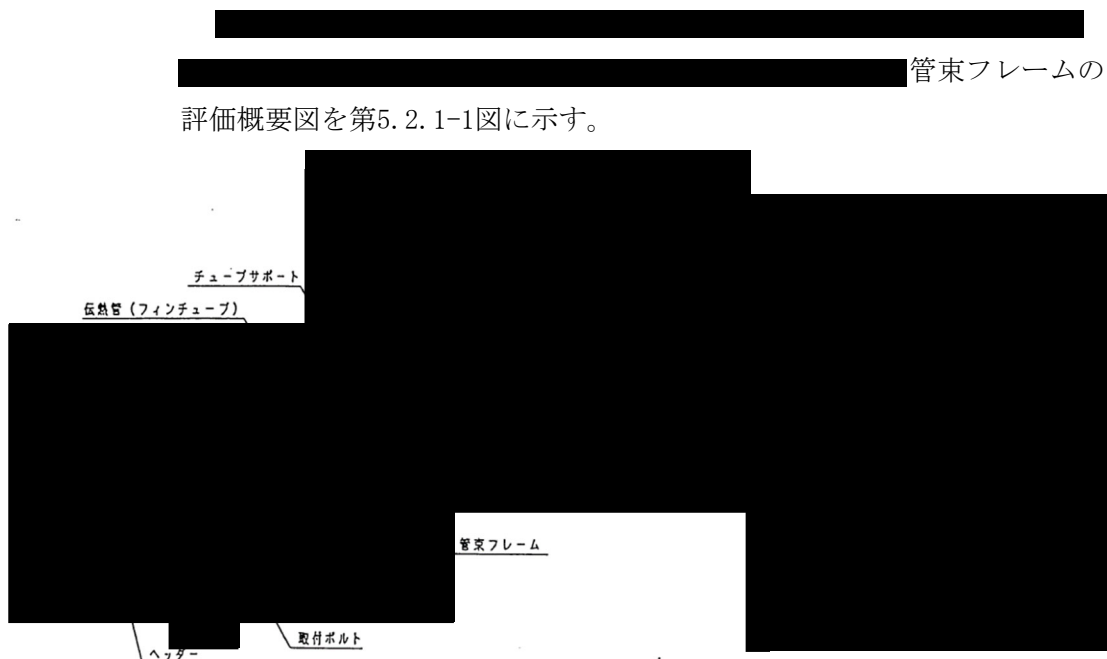 管束フレームの
評価概要図を第5.2.1-1図に示す。
チューブサポート
伝熱管(フィンチューブ)
管束フレーム
取付ボルト
ヘッダー